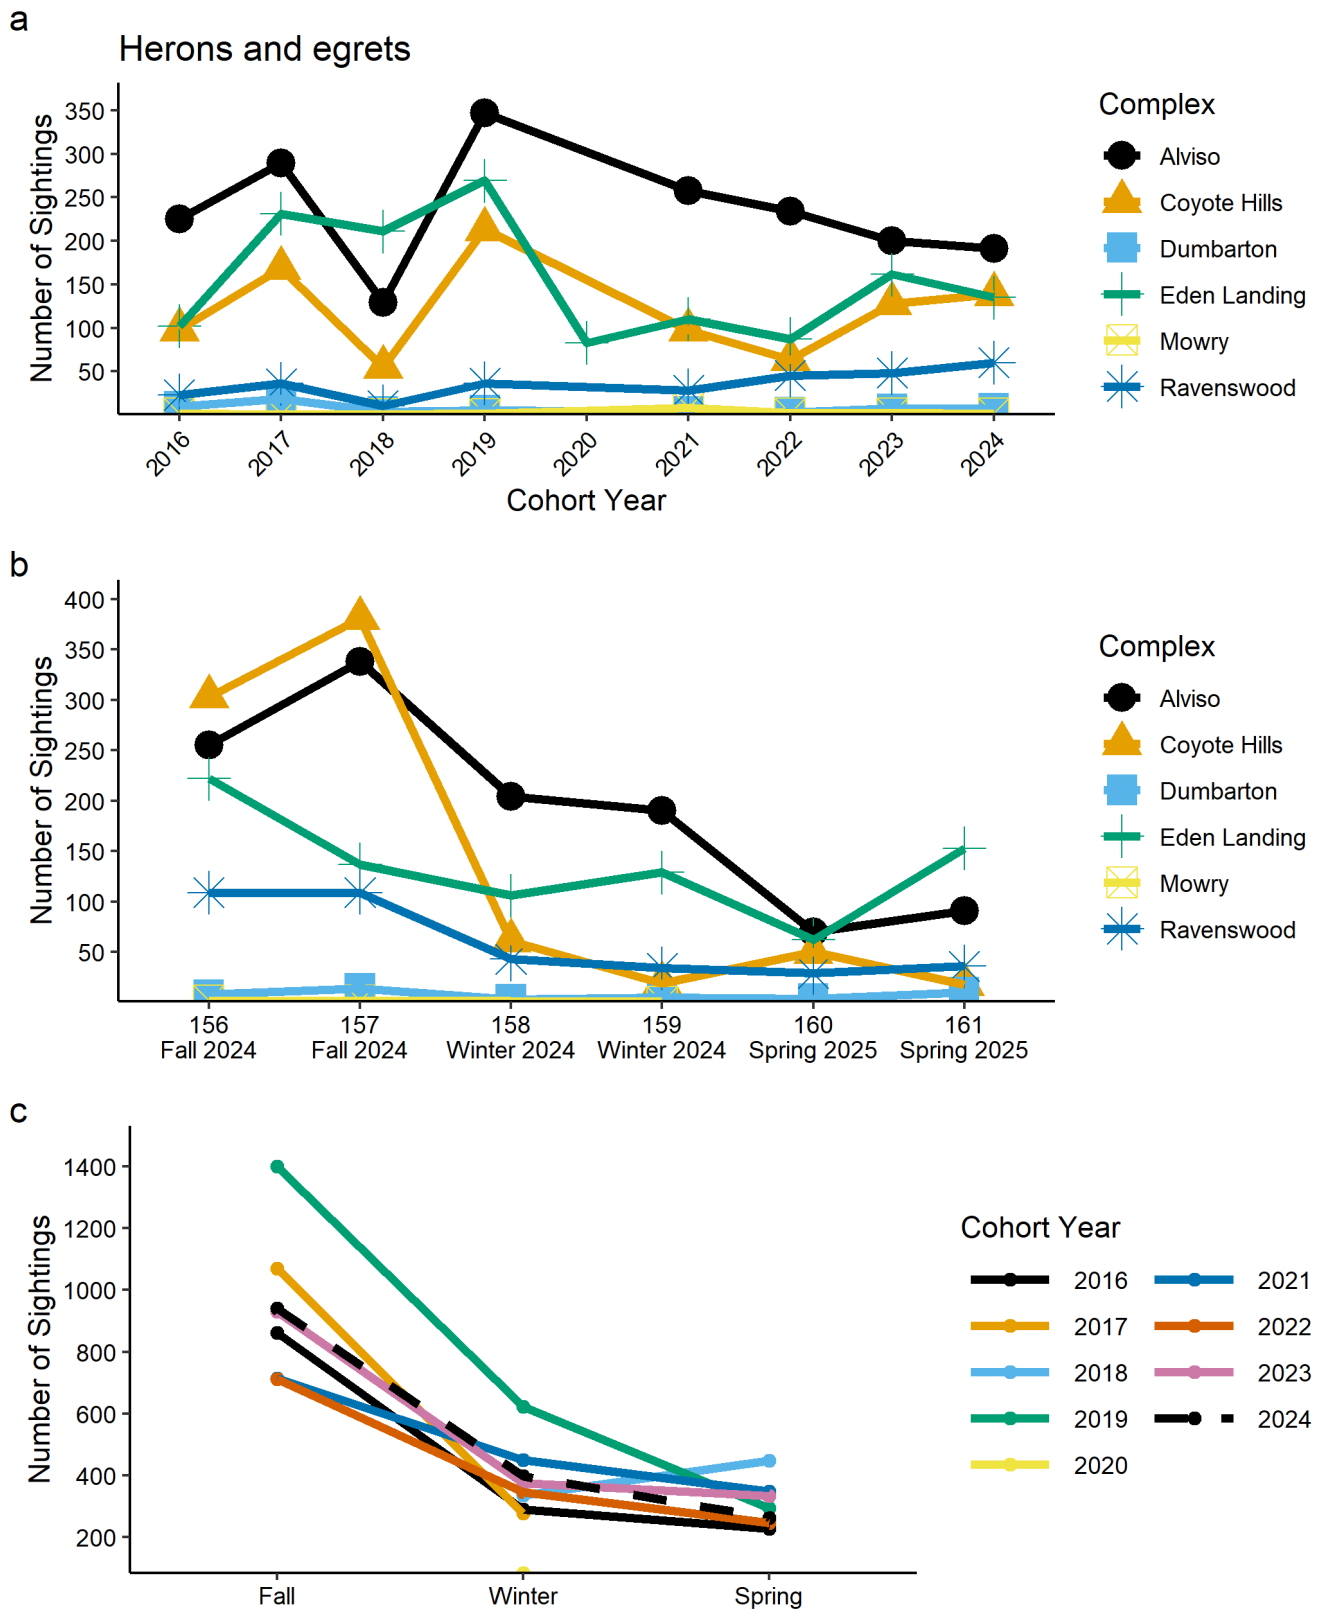 a
Herons and egrets
Number of Sightings
350
300
250
200
150
100
50
2016
2017
2018
2019
2020
2021
2022
2023
2024
Cohort Year
Complex
Alviso
Coyote Hills
Dumbarton
Eden Landing
Mowry
Ravenswood
b
Number of Sightings
400
350
300
250
200
150
100
50
156
Fall 2024
157
Fall 2024
158
Winter 2024
159
Winter 2024
160
Spring 2025
161
Spring 2025
Complex
Alviso
Coyote Hills
Dumbarton
Eden Landing
Mowry
Ravenswood
c
Number of Sightings
1400
1200
1000
800
600
400
200
Fall
Winter
Spring
Cohort Year
2016
2017
2018
2019
2020
2021
2022
2023
2024